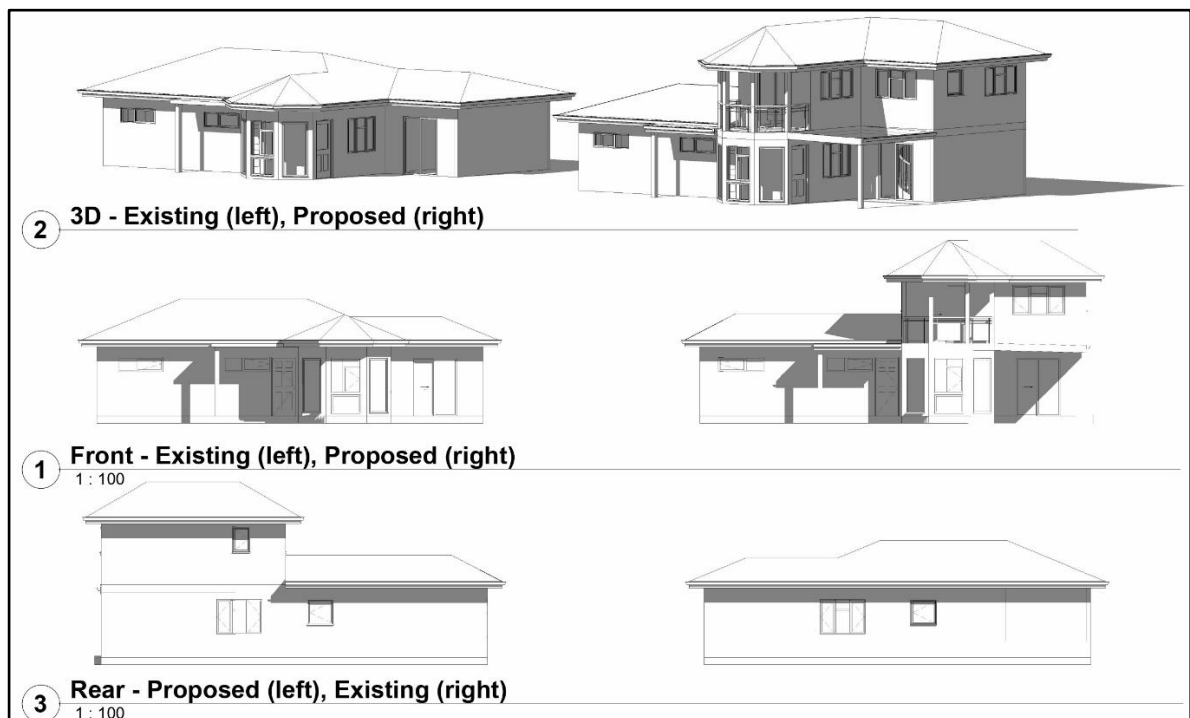 2
3D - Existing (left), Proposed (right)
1
Front - Existing (left), Proposed (right)
1 : 100
3
Rear - Proposed (left), Existing (right)
1 : 100